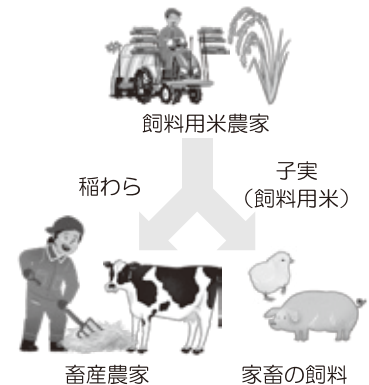 飼料用米農家
稲わら
子実
（飼料用米）
畜産農家
家畜の飼料